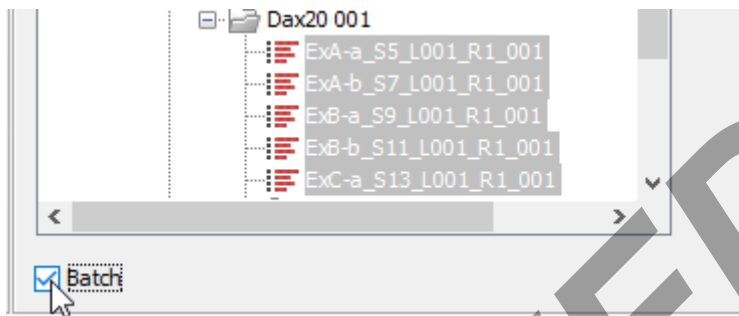 Dax20 001
ExA-a_S5_L001_R1_001
ExA-b_S7_L001_R1_001
ExB-a_S9_L001_R1_001
ExB-b_S11_L001_R1_001
ExC-a_S13_L001_R1_001
Batch